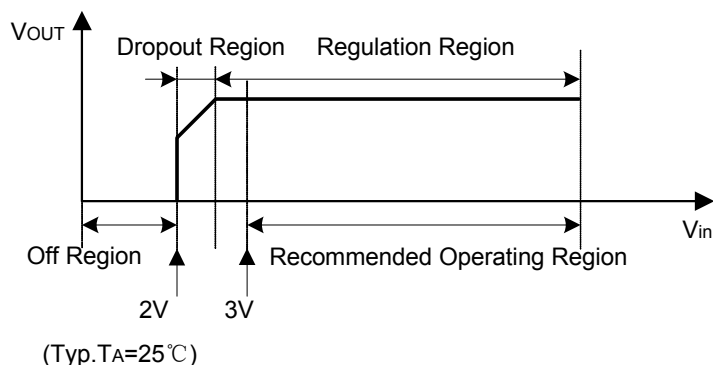 VOUT
Dropout Region
Regulation Region
Vin
Off Region
Recommended Operating Region
2V
3V
(Typ.TA=25℃)